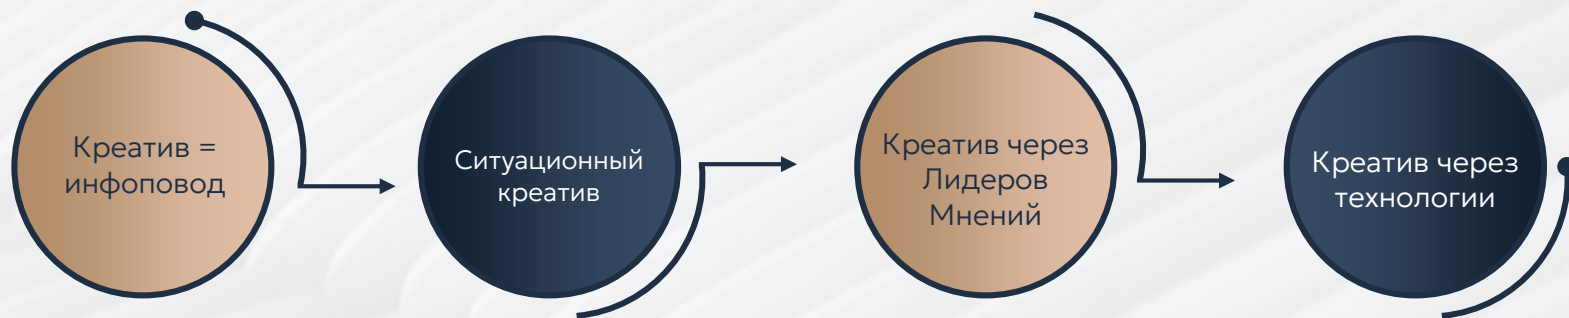 Креатив =
инфоповод
Ситуационный
креатив
Креатив через
Лидеров
Мнений
Креатив через
технологии